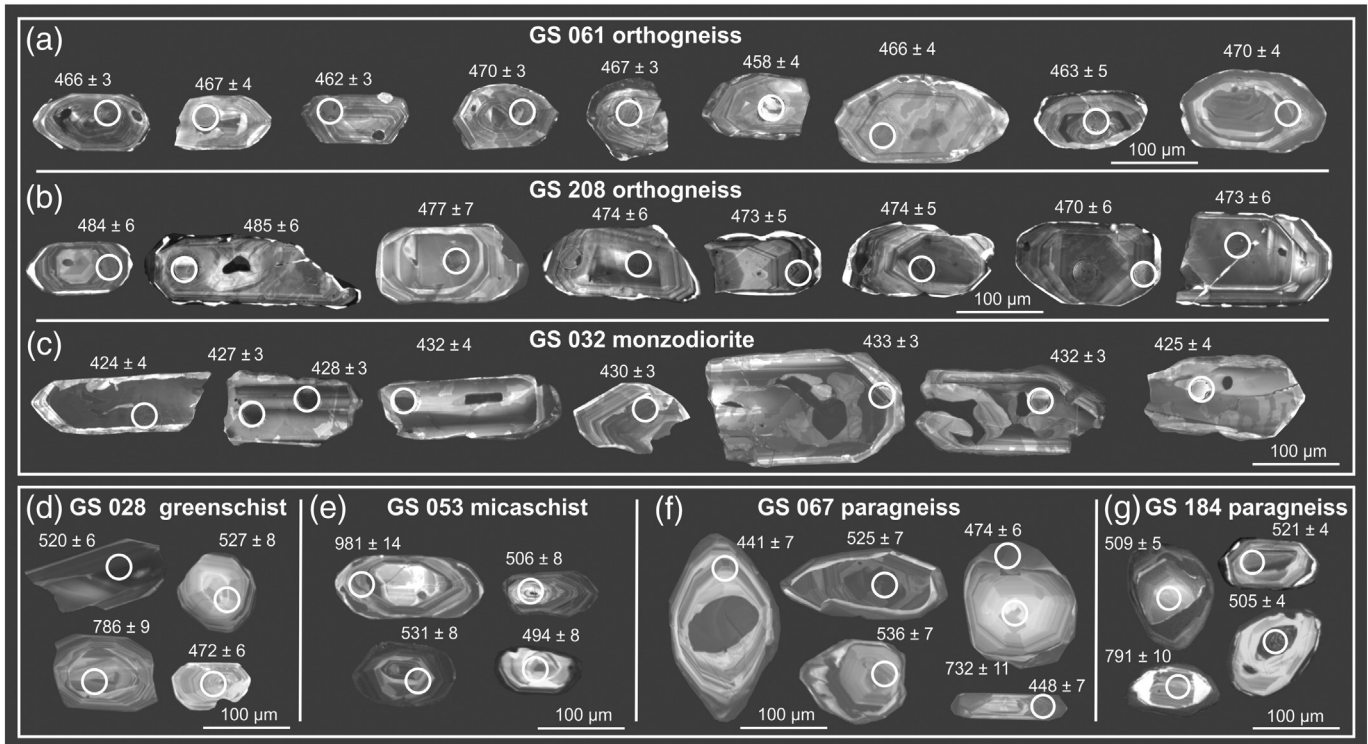 (a)
GS 061 orthogneiss
466 ± 3
467 ± 4
462 ± 3
470 ± 3
467 ± 3
458 ± 4
466 ± 4
463 ± 5
470 ± 4
100 µm
(b)
GS 208 orthogneiss
484 ± 6
485 ± 6
477 ± 7
474 ± 6
473 ± 5
474 ± 5
470 ± 6
473 ± 6
100 µm
(c)
GS 032 monzodiorite
424 ± 4
427 ± 3
428 ± 3
432 ± 4
430 ± 3
433 ± 3
432 ± 3
425 ± 4
100 µm
(d) GS 028 greenschist
520 ± 6
527 ± 8
786 ± 9
472 ± 6
100 µm
(e) GS 053 micaschist
981 ± 14
506 ± 8
531 ± 8
494 ± 8
100 µm
(f) GS 067 paragneiss
441 ± 7
525 ± 7
474 ± 6
536 ± 7
732 ± 11
448 ± 7
100 µm
(g) GS 184 paragneiss
509 ± 5
521 ± 4
505 ± 4
791 ± 10
100 µm